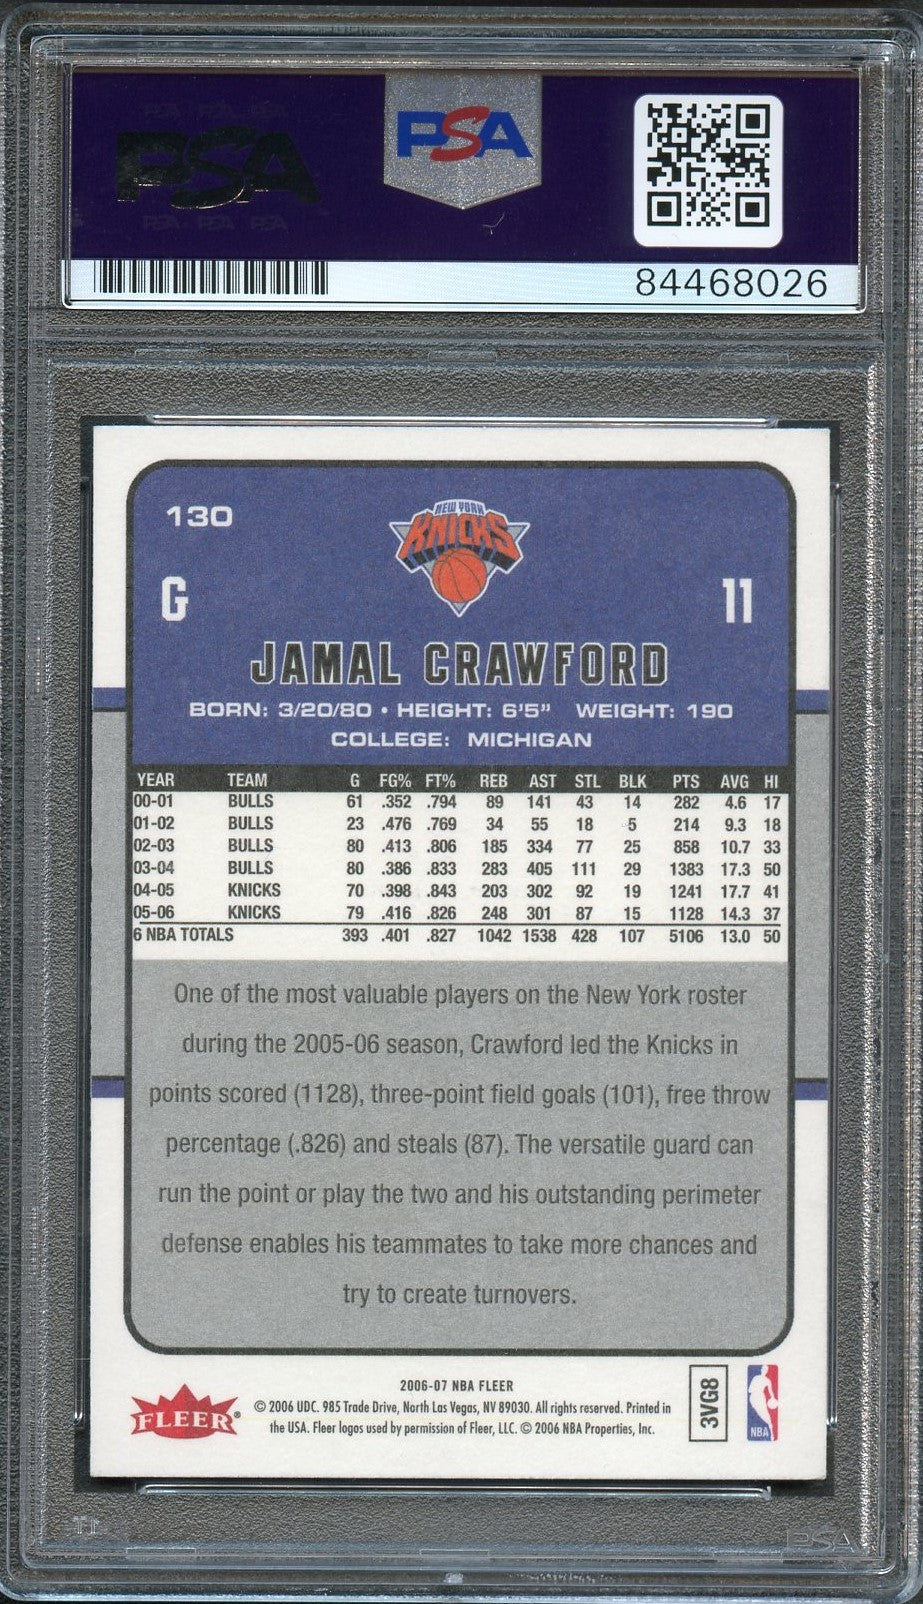 PSA PSA PSA
PSA
PSA PSA PSA
PSA
84468026
130
NEW YORK
KNICKS
G 11
JAMAL CRAWFORD
BORN: 3/20/80 • HEIGHT: 6'5" WEIGHT: 190
COLLEGE: MICHIGAN
YEAR TEAM G FG% FT% REB AST STL BLK PTS AVG HI
00-01 BULLS 61 .352 .794 89 141 43 14 282 4.6 17
01-02 BULLS 23 .476 .769 34 55 18 5 214 9.3 18
02-03 BULLS 80 .413 .806 185 334 77 25 858 10.7 33
03-04 BULLS 80 .386 .833 283 405 111 29 1383 17.3 50
04-05 KNICKS 70 .398 .843 203 302 92 19 1241 17.7 41
05-06 KNICKS 79 .416 .826 248 301 87 15 1128 14.3 37
6 NBA TOTALS 393 .401 .827 1042 1538 428 107 5106 13.0 50
One of the most valuable players on the New York roster
during the 2005-06 season, Crawford led the Knicks in
points scored (1128), three-point field goals (101), free throw
percentage (.826) and steals (87). The versatile guard can
run the point or play the two and his outstanding perimeter
defense enables his teammates to take more chances and
try to create turnovers.
2006-07 NBA FLEER
© 2006 UDC. 985 Trade Drive, North Las Vegas, NV 89030. All rights reserved. Printed in
the USA. Fleer logos used by permission of Fleer, LLC. © 2006 NBA Properties, Inc.
FLEER®
3VG8
NBA
PSA